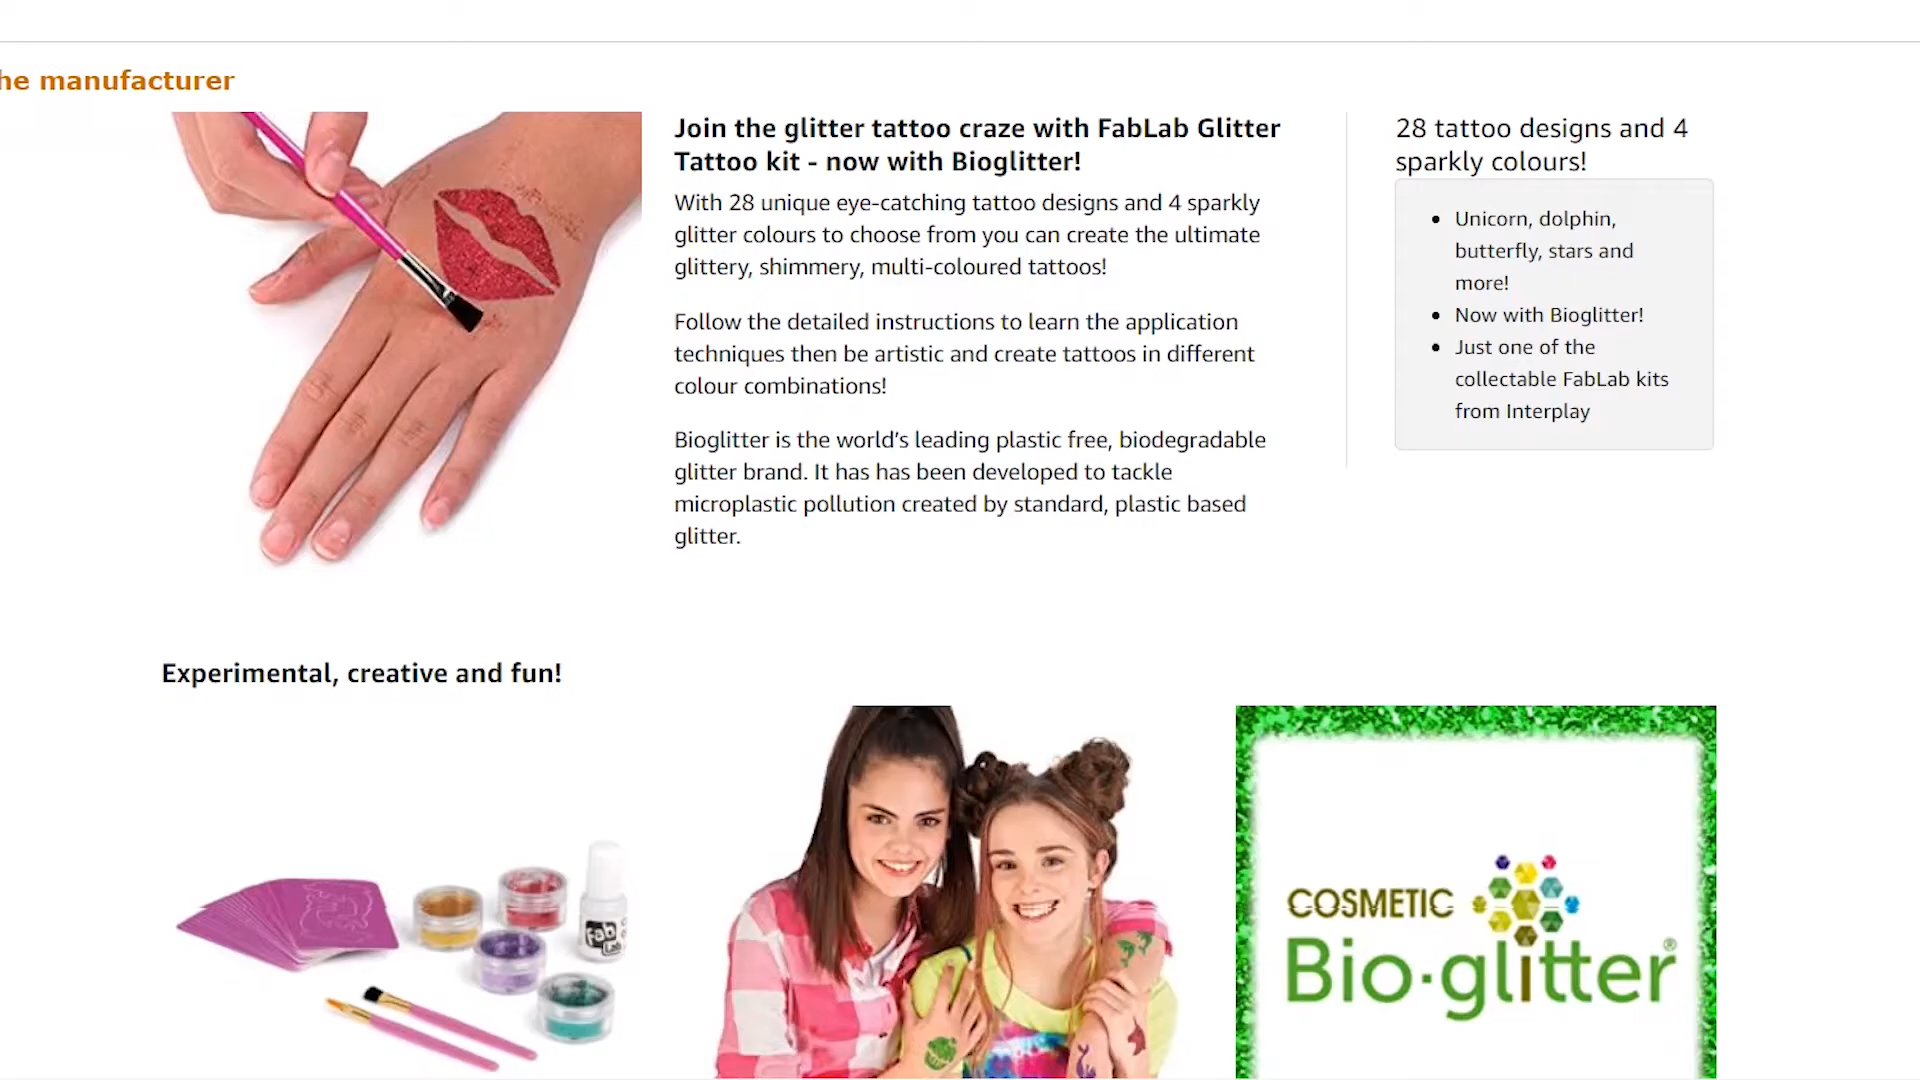 he manufacturer
Join the glitter tattoo craze with FabLab Glitter
Tattoo kit - now with Bioglitter!
With 28 unique eye-catching tattoo designs and 4 sparkly
glitter colours to choose from you can create the ultimate
glittery, shimmery, multi-coloured tattoos!
Follow the detailed instructions to learn the application
techniques then be artistic and create tattoos in different
colour combinations!
Bioglitter is the world’s leading plastic free, biodegradable
glitter brand. It has has been developed to tackle
microplastic pollution created by standard, plastic based
glitter.
28 tattoo designs and 4
sparkly colours!
• Unicorn, dolphin,
butterfly, stars and
more!
• Now with Bioglitter!
• Just one of the
collectable FabLab kits
from Interplay
Experimental, creative and fun!
Fab
Lab
COSMETIC
Bio·glitter®